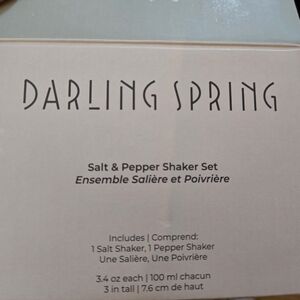 DARLING SPRING
Salt & Pepper Shaker Set
Ensemble Salière et Poivrière
Includes | Comprend:
1 Salt Shaker, 1 Pepper Shaker
Une Salière, Une Poivrière
3.4 oz each | 100 ml chacun
3 in tall | 7.6 cm de haut